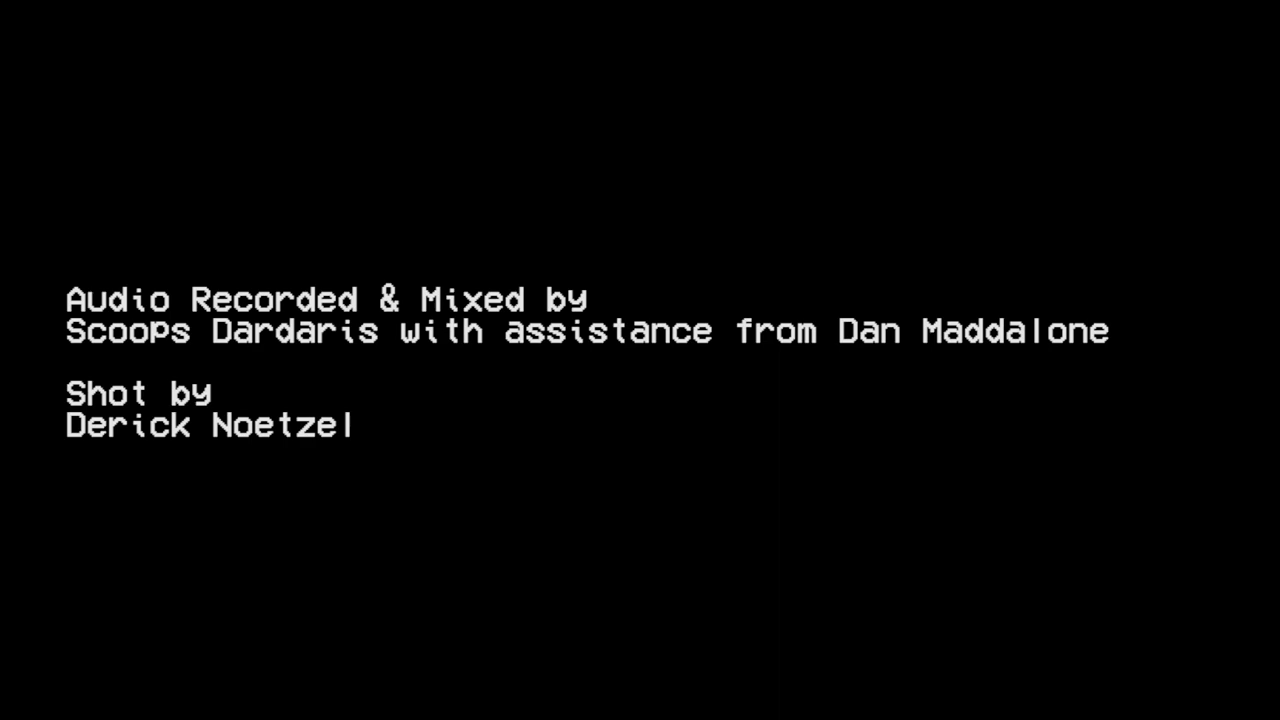 Audio Recorded & Mixed by
Scoops Dardaris with assistance from Dan Maddalone
Shot by
Derick Noetzel